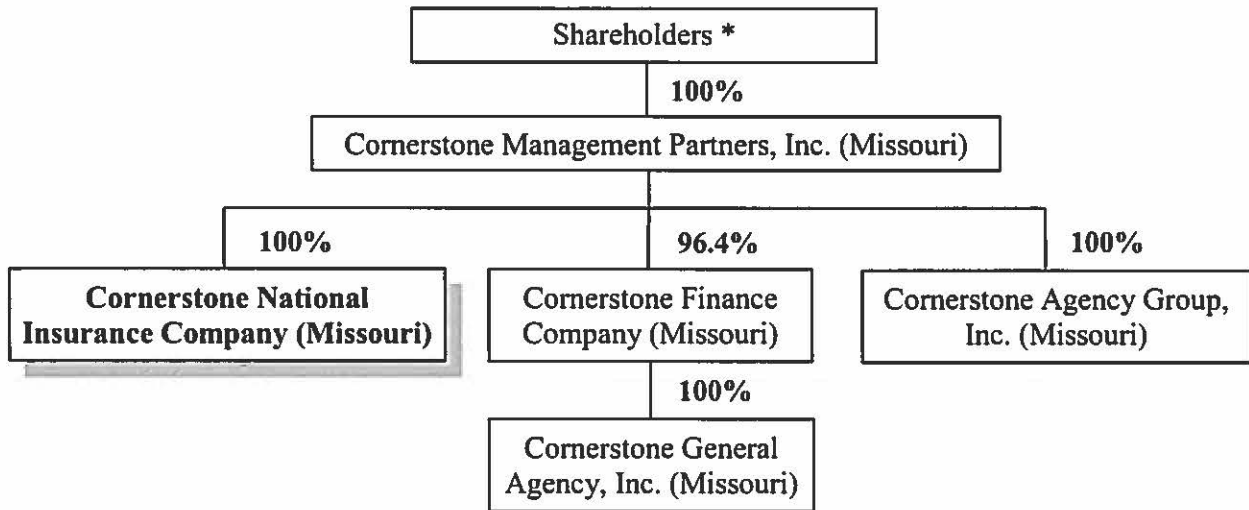 Shareholders *
100%
Cornerstone Management Partners, Inc. (Missouri)
100%
96.4%
100%
Cornerstone National
Insurance Company (Missouri)
Cornerstone Finance
Company (Missouri)
Cornerstone Agency Group,
Inc. (Missouri)
100%
Cornerstone General
Agency, Inc. (Missouri)